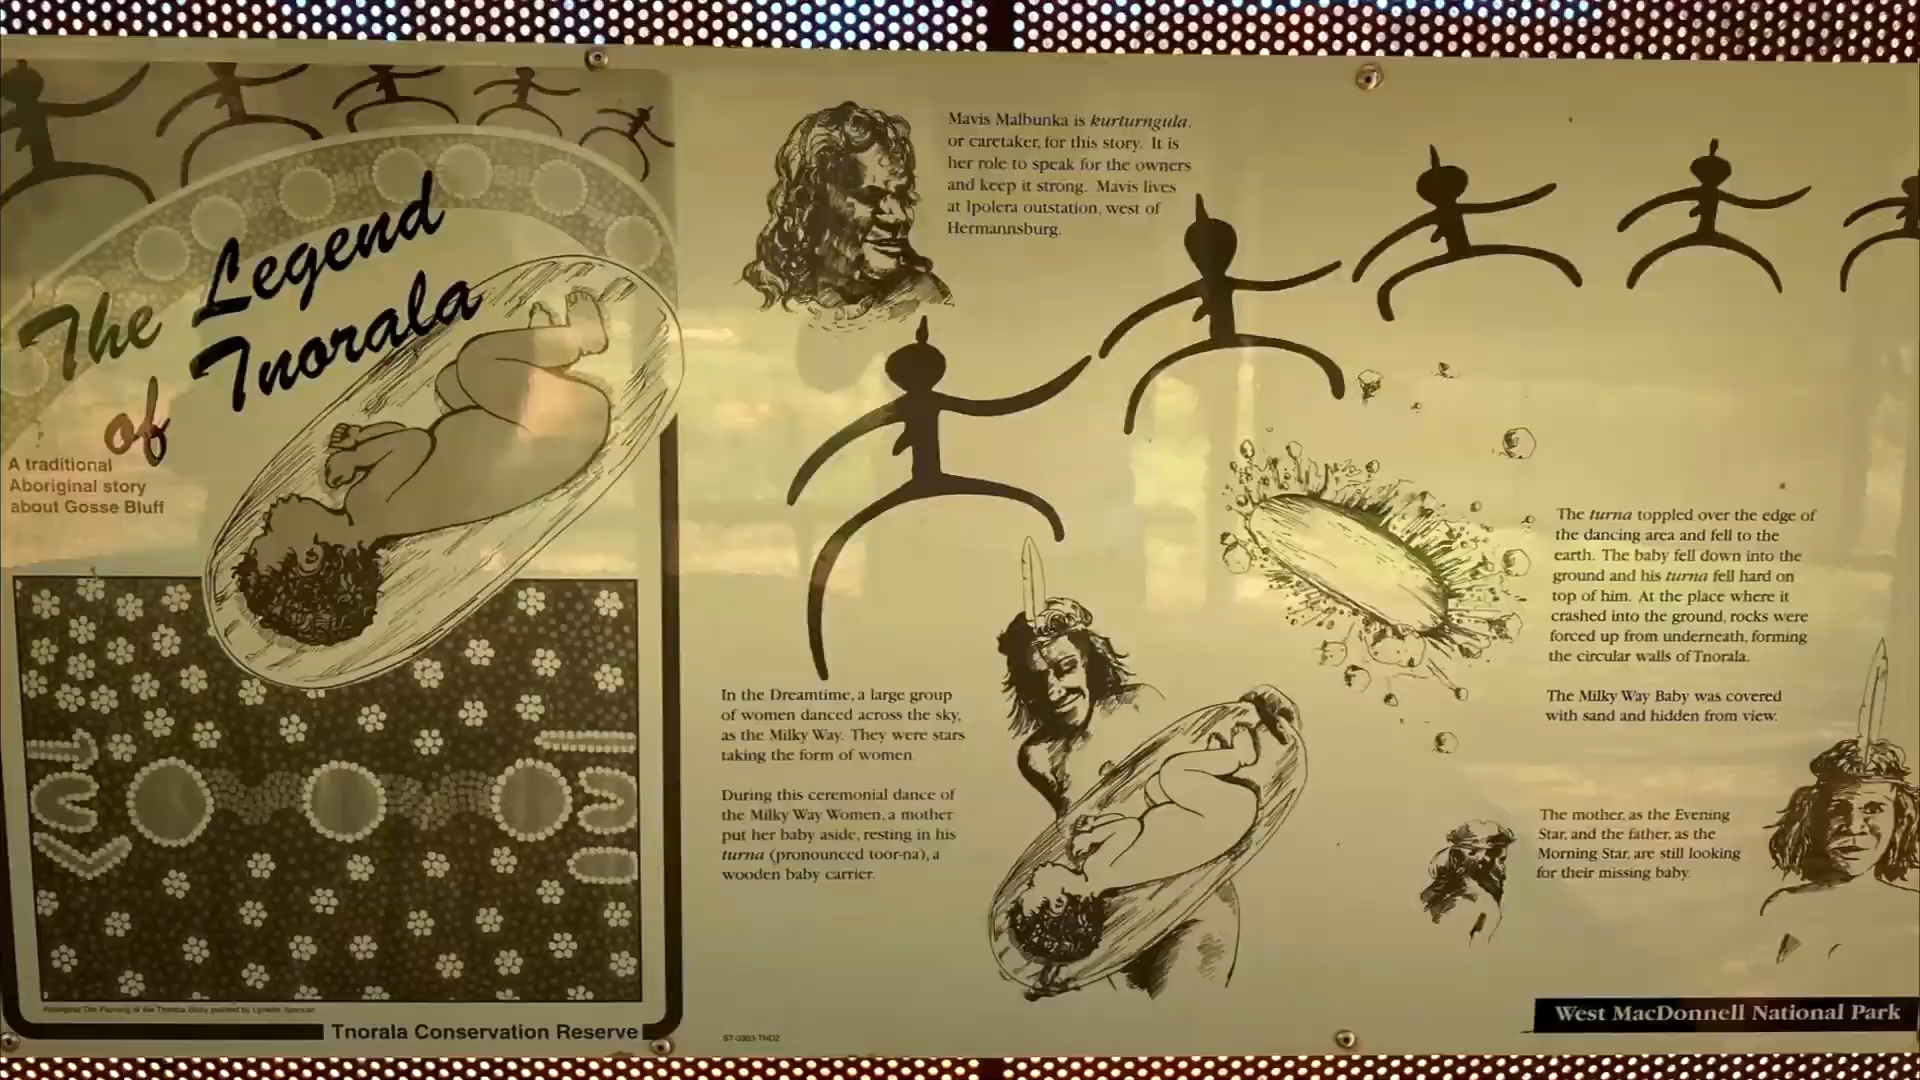 The Legend
of Tnorala
A traditional
Aboriginal story
about Gosse Bluff
Tnorala Conservation Reserve
Mavis Malbunka is kurturngula,
or caretaker, for this story. It is
her role to speak for the owners
and keep it strong. Mavis lives
at Ipolera outstation, west of
Hermannsburg.
In the Dreamtime, a large group
of women danced across the sky,
as the Milky Way. They were stars
taking the form of women.
During this ceremonial dance of
the Milky Way Women, a mother
put her baby aside, resting in his
turna (pronounced toor-na), a
wooden baby carrier.
The turna toppled over the edge of
the dancing area and fell to the
earth. The baby fell down into the
ground and his turna fell hard on
top of him. At the place where it
crashed into the ground, rocks were
forced up from underneath, forming
the circular walls of Tnorala.
The Milky Way Baby was covered
with sand and hidden from view.
The mother, as the Evening
Star, and the father, as the
Morning Star, are still looking
for their missing baby.
West MacDonnell National Park